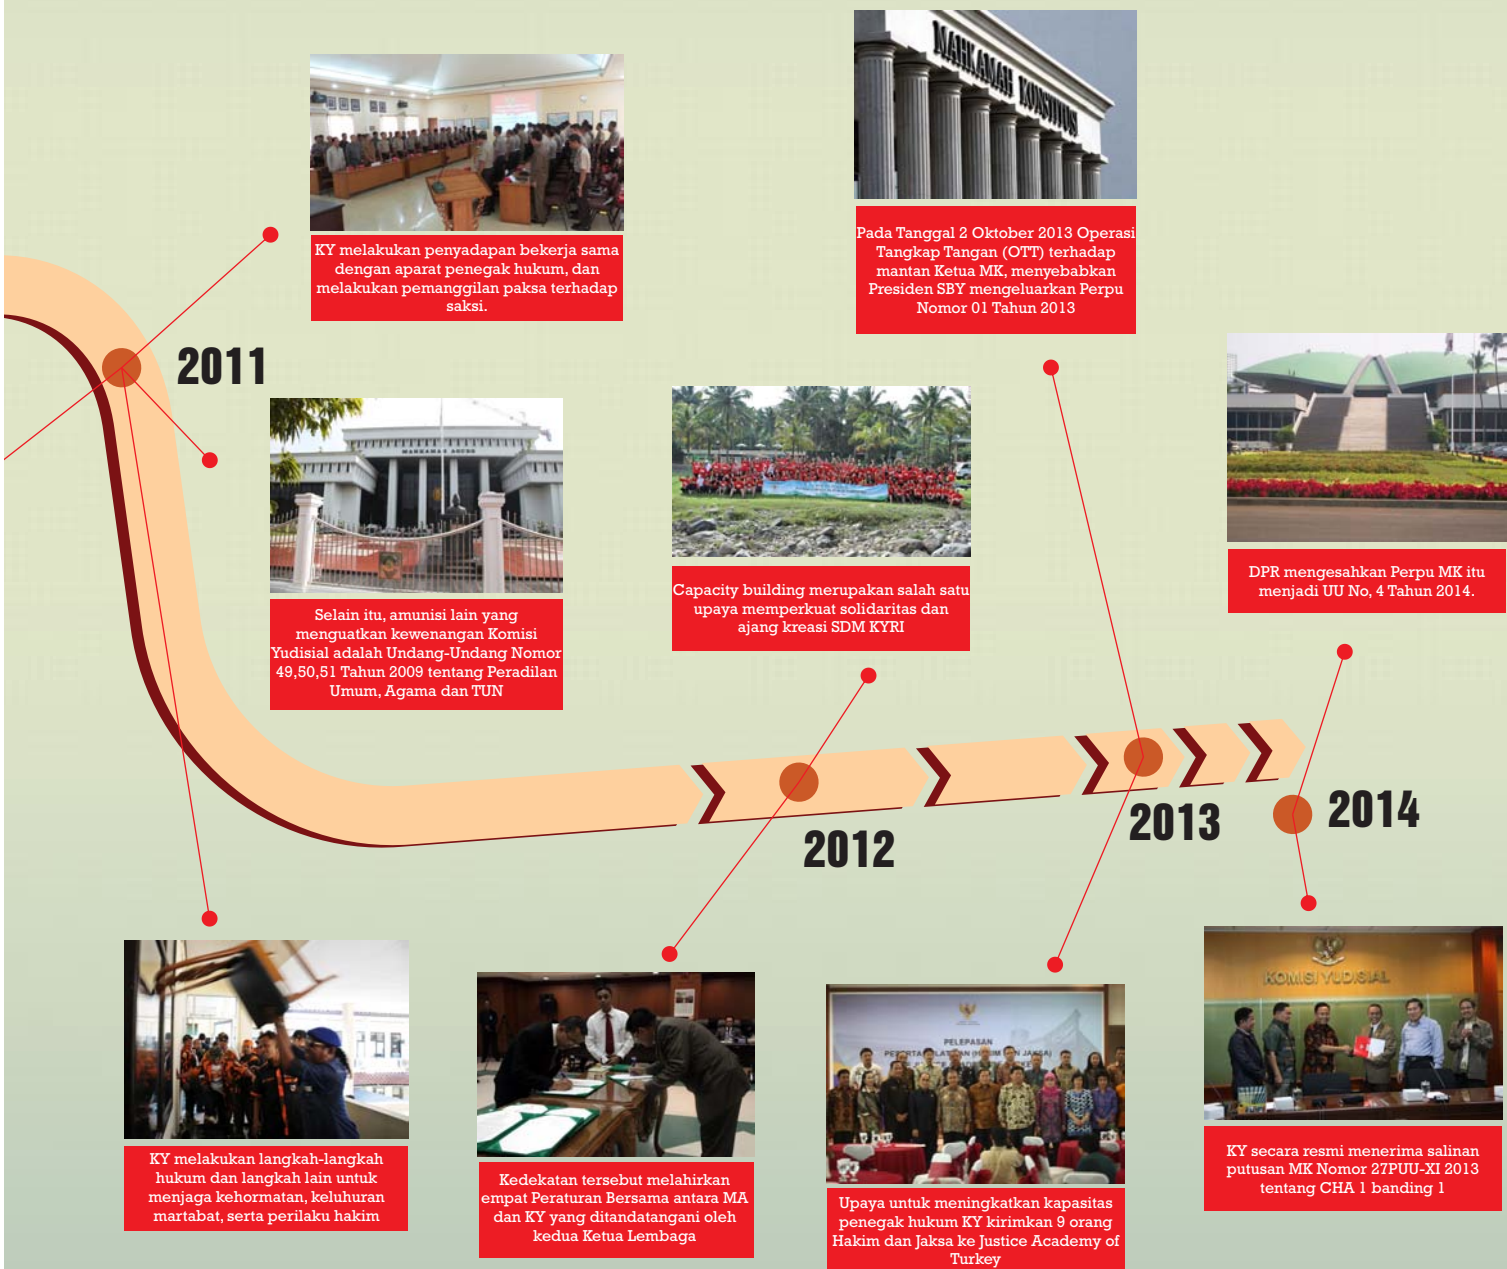 KY melakukan penyadapan bekerja sama
dengan aparat penegak hukum, dan
melakukan pemanggilan paksa terhadap
saksi.
2011
MAHKAMAH AGUNG
Selain itu, amunisi lain yang
menguatkan kewenangan Komisi
Yudisial adalah Undang-Undang Nomor
49,50,51 Tahun 2009 tentang Peradilan
Umum, Agama dan TUN
KY melakukan langkah-langkah
hukum dan langkah lain untuk
menjaga kehormatan, keluhuran
martabat, serta perilaku hakim
Capacity building merupakan salah satu
upaya memperkuat solidaritas dan
ajang kreasi SDM KYRI
2012
Kedekatan tersebut melahirkan
empat Peraturan Bersama antara MA
dan KY yang ditandatangani oleh
kedua Ketua Lembaga
MAHKAMAH KONSTITUSI
Pada Tanggal 2 Oktober 2013 Operasi
Tangkap Tangan (OTT) terhadap
mantan Ketua MK, menyebabkan
Presiden SBY mengeluarkan Perpu
Nomor 01 Tahun 2013
2013
PELEPASAN
Upaya untuk meningkatkan kapasitas
penegak hukum KY kirimkan 9 orang
Hakim dan Jaksa ke Justice Academy of
Turkey
DPR mengesahkan Perpu MK itu
menjadi UU No, 4 Tahun 2014.
2014
KOMISI YUDISIAL
KY secara resmi menerima salinan
putusan MK Nomor 27PUU-XI 2013
tentang CHA 1 banding 1